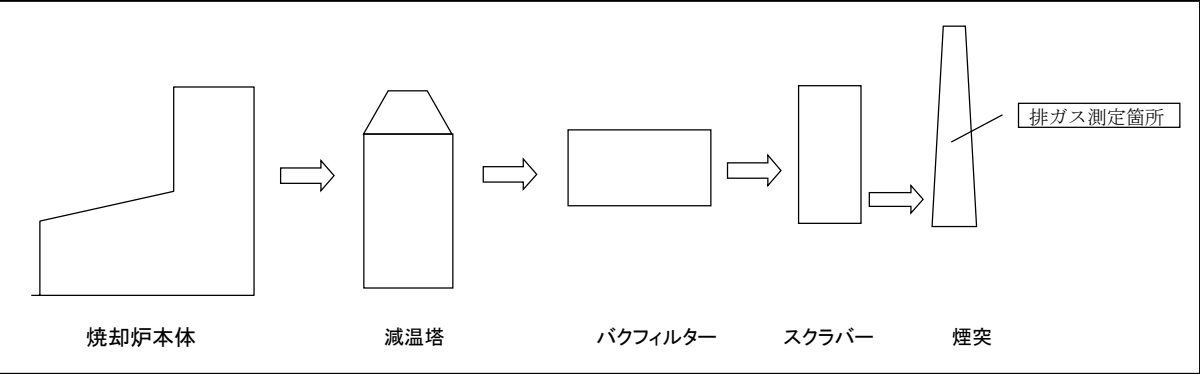 排ガス測定箇所
焼却炉本体
減温塔
バクフィルター
スクラバー
煙突